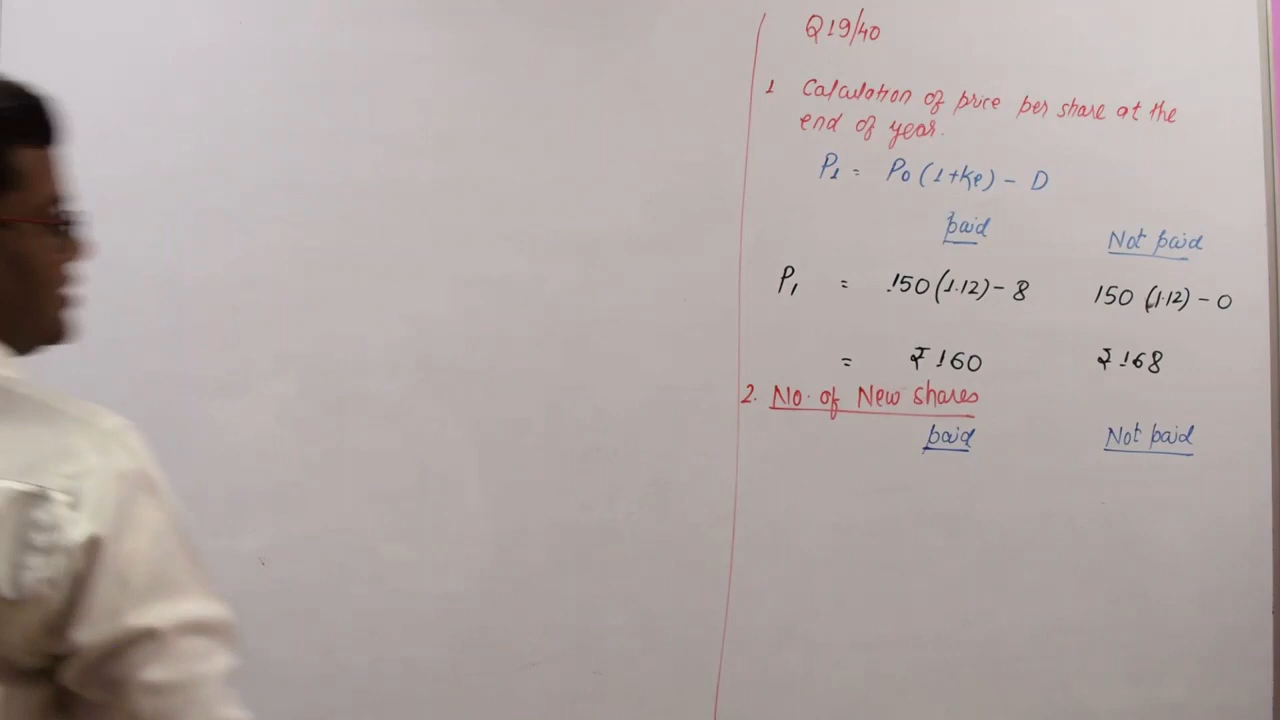 Q19/40
1 Calculation of price per share at the
end of year.
P1 = P0 (1+ke) - D
paid Not paid
P1 = 150(1.12) - 8 150 (1.12) - 0
= ₹160 ₹168
2. No. of New shares
paid Not paid